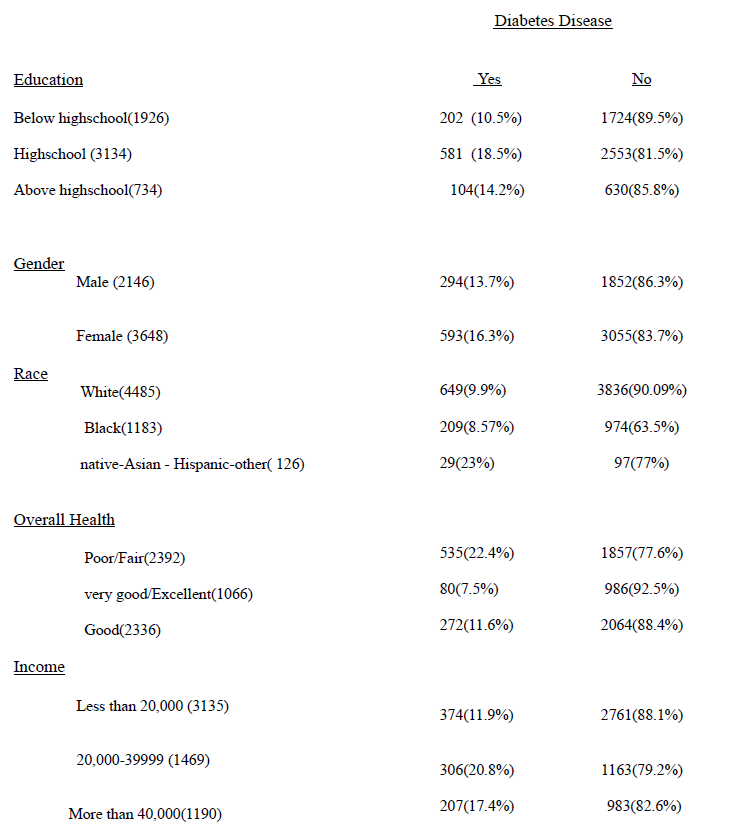 Diabetes Disease
Education Yes No
Below highschool(1926) 202 (10.5%) 1724(89.5%)
Highschool (3134) 581 (18.5%) 2553(81.5%)
Above highschool(734) 104(14.2%) 630(85.8%)
Gender
Male (2146) 294(13.7%) 1852(86.3%)
Female (3648) 593(16.3%) 3055(83.7%)
Race
White(4485) 649(9.9%) 3836(90.09%)
Black(1183) 209(8.57%) 974(63.5%)
native-Asian - Hispanic-other( 126) 29(23%) 97(77%)
Overall Health
Poor/Fair(2392) 535(22.4%) 1857(77.6%)
very good/Excellent(1066) 80(7.5%) 986(92.5%)
Good(2336) 272(11.6%) 2064(88.4%)
Income
Less than 20,000 (3135) 374(11.9%) 2761(88.1%)
20,000-39999 (1469) 306(20.8%) 1163(79.2%)
More than 40,000(1190) 207(17.4%) 983(82.6%)